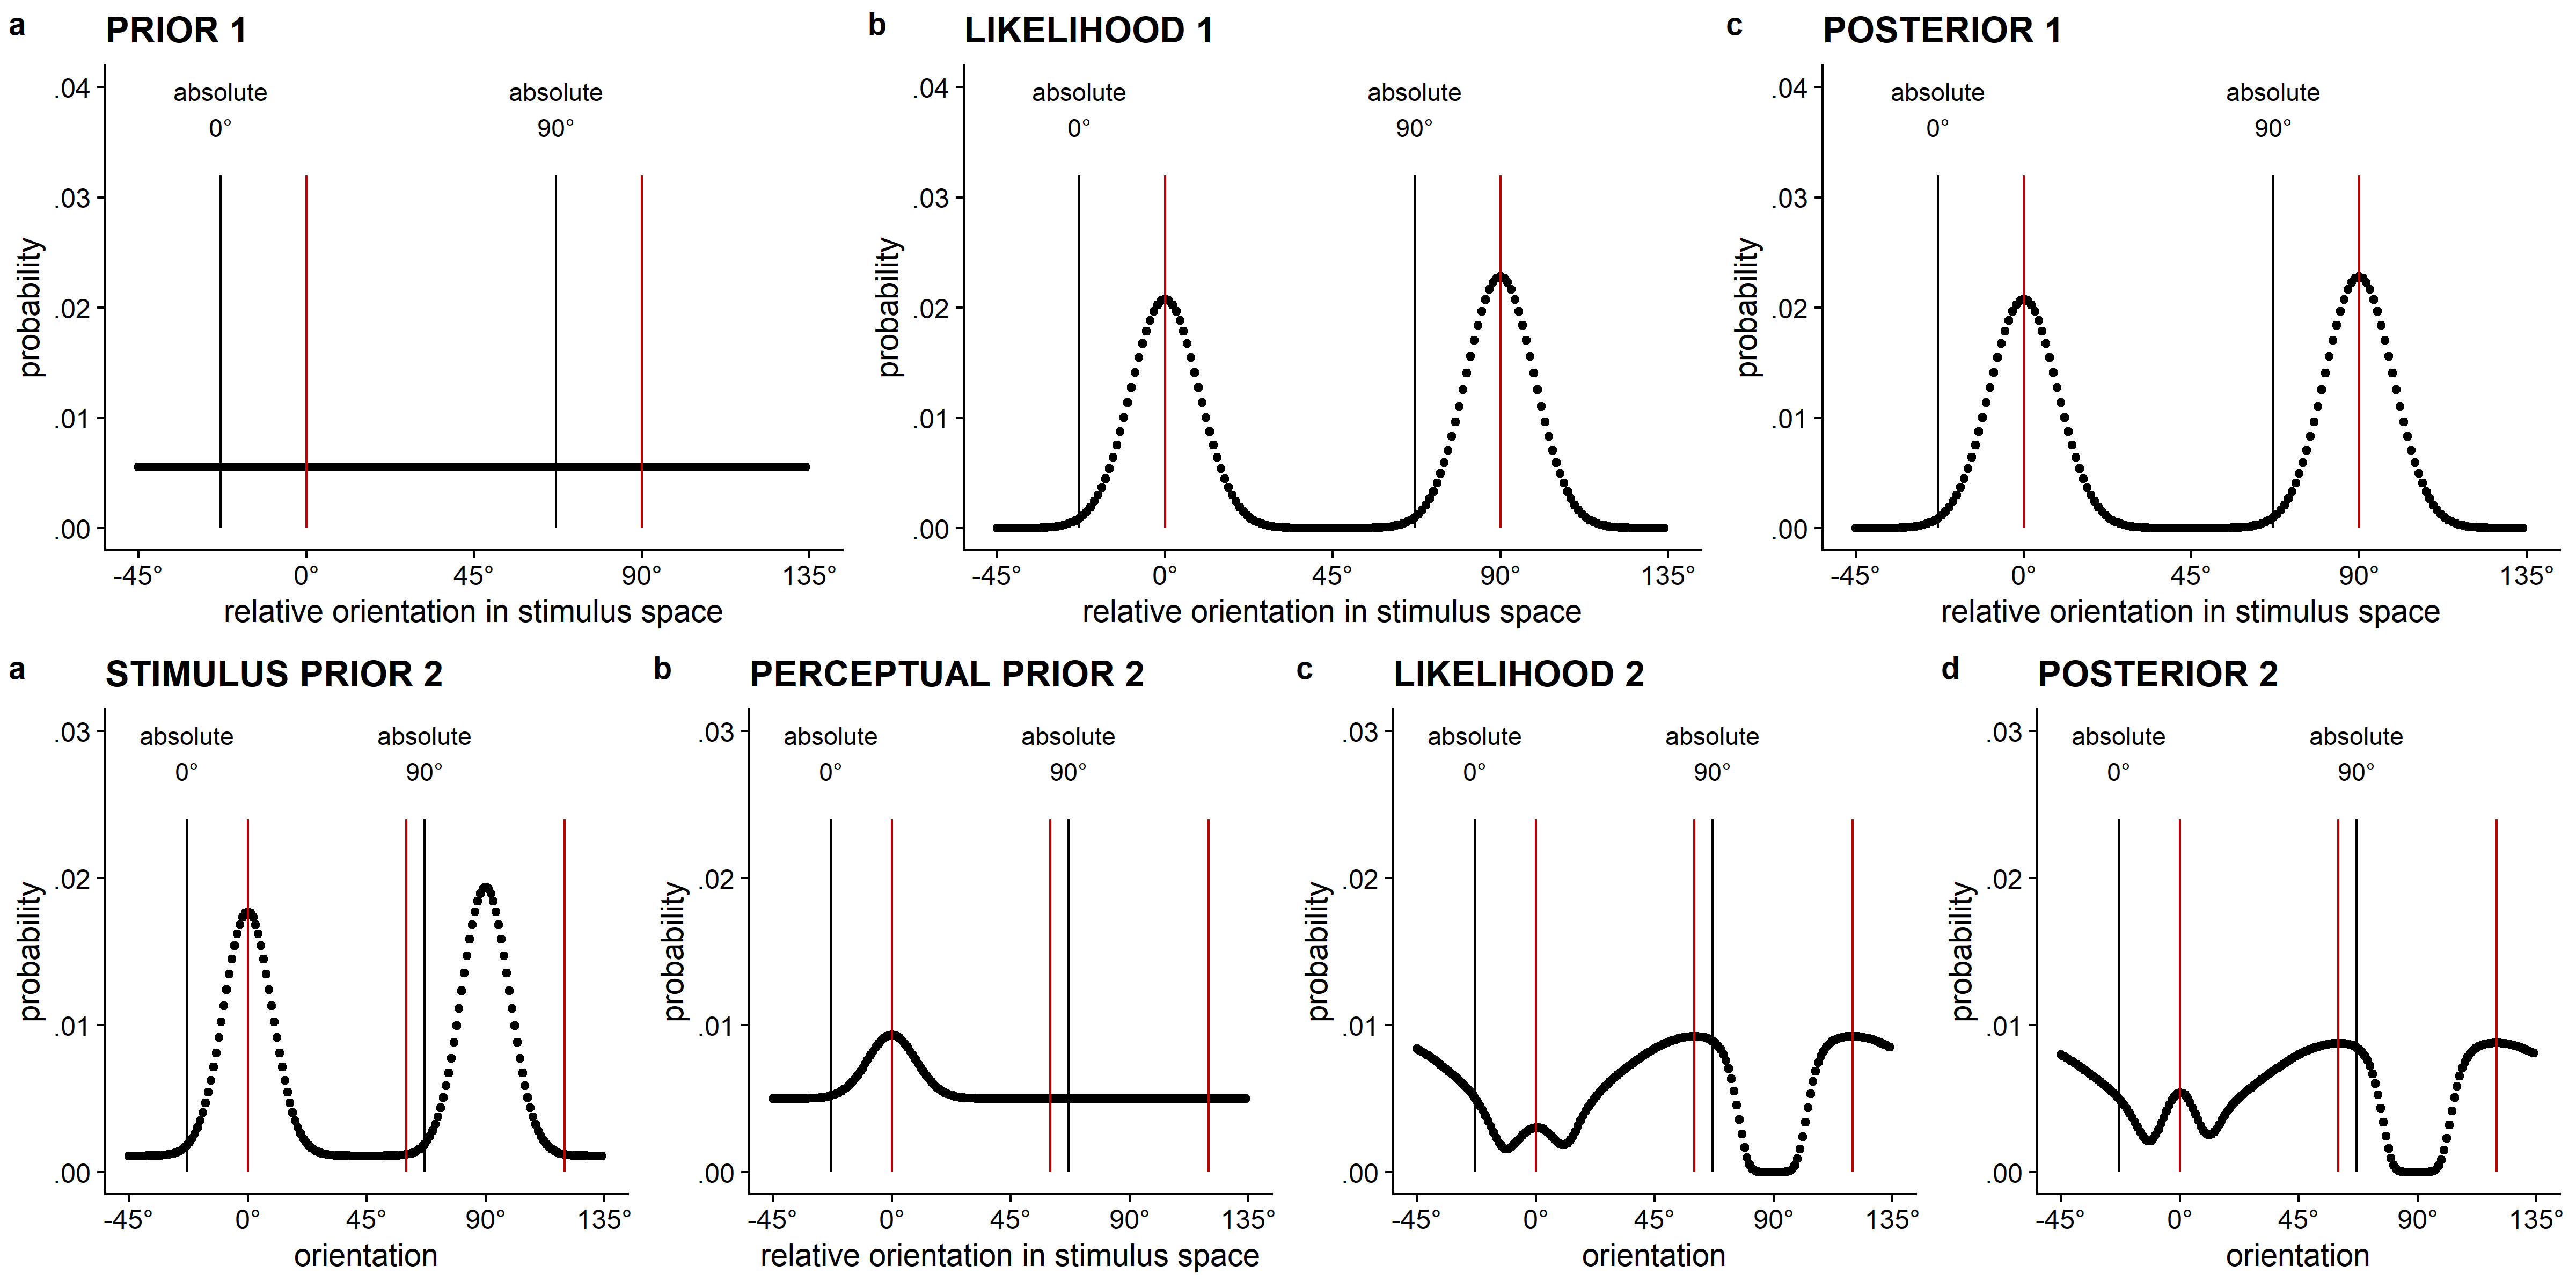 a PRIOR 1
.04
.03
.02
.01
.00
probability
absolute
0°
absolute
90°
-45° 0° 45° 90° 135°
relative orientation in stimulus space
b LIKELIHOOD 1
.04
.03
.02
.01
.00
probability
absolute
0°
absolute
90°
-45° 0° 45° 90° 135°
relative orientation in stimulus space
c POSTERIOR 1
.04
.03
.02
.01
.00
probability
absolute
0°
absolute
90°
-45° 0° 45° 90° 135°
relative orientation in stimulus space
a STIMULUS PRIOR 2
.03
.02
.01
.00
probability
absolute
0°
absolute
90°
-45° 0° 45° 90° 135°
orientation
b PERCEPTUAL PRIOR 2
.03
.02
.01
.00
probability
absolute
0°
absolute
90°
-45° 0° 45° 90° 135°
relative orientation in stimulus space
c LIKELIHOOD 2
.03
.02
.01
.00
probability
absolute
0°
absolute
90°
-45° 0° 45° 90° 135°
orientation
d POSTERIOR 2
.03
.02
.01
.00
probability
absolute
0°
absolute
90°
-45° 0° 45° 90° 135°
orientation